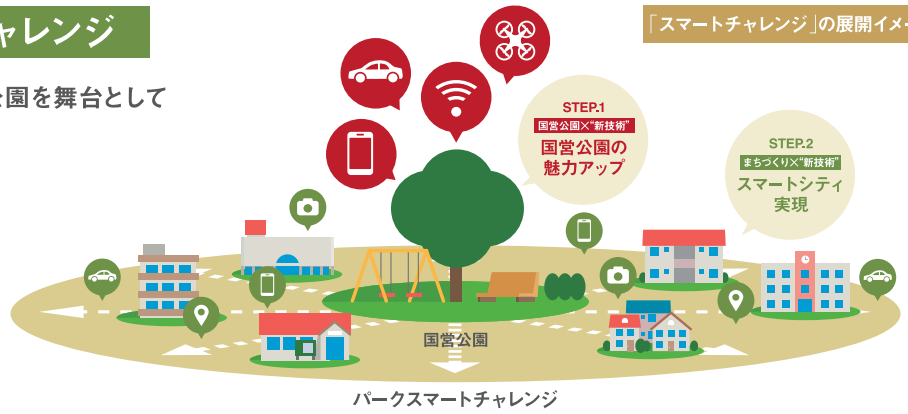 ャレンジ
「スマートチャレンジ」の展開イメー
公園を舞台として
STEP.1
国営公園×“新技術”
国営公園の
魅力アップ
STEP.2
まちづくり×“新技術”
スマートシティ
実現
国営公園
パークスマートチャレンジ